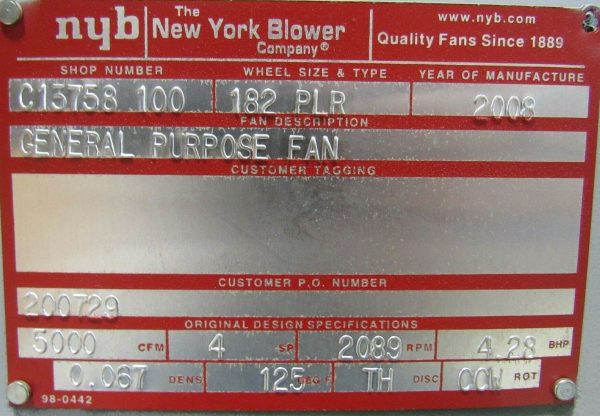 nyb The New York Blower Company® www.nyb.com
Quality Fans Since 1889
SHOP NUMBER WHEEL SIZE & TYPE YEAR OF MANUFACTURE
C13758 100 182 PLR 2008
FAN DESCRIPTION
GENERAL PURPOSE FAN
CUSTOMER TAGGING
CUSTOMER P.O. NUMBER
200729
ORIGINAL DESIGN SPECIFICATIONS
5000 CFM 4 SP 2089 RPM 4.28 BHP
0.067 DENS 125 DEG F TH DISC CCW ROT
98-0442